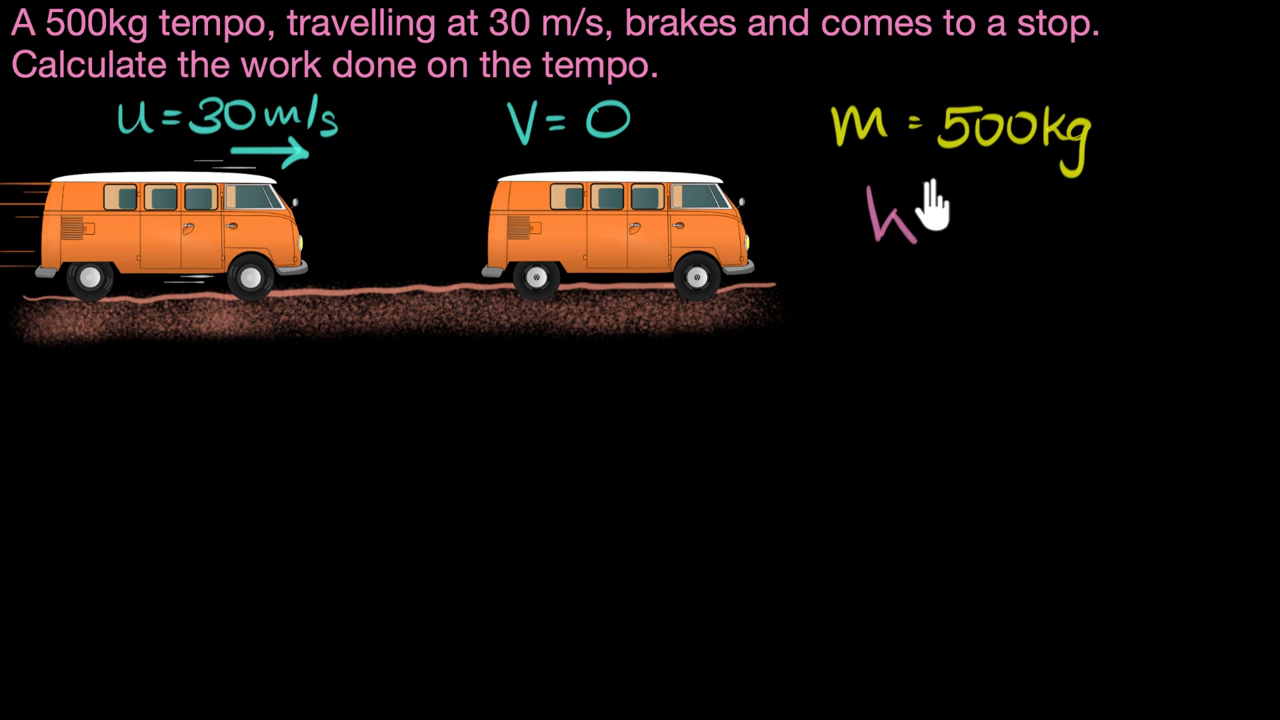 A 500kg tempo, travelling at 30 m/s, brakes and comes to a stop.
Calculate the work done on the tempo.
u = 30 m/s
V = 0
m = 500kg